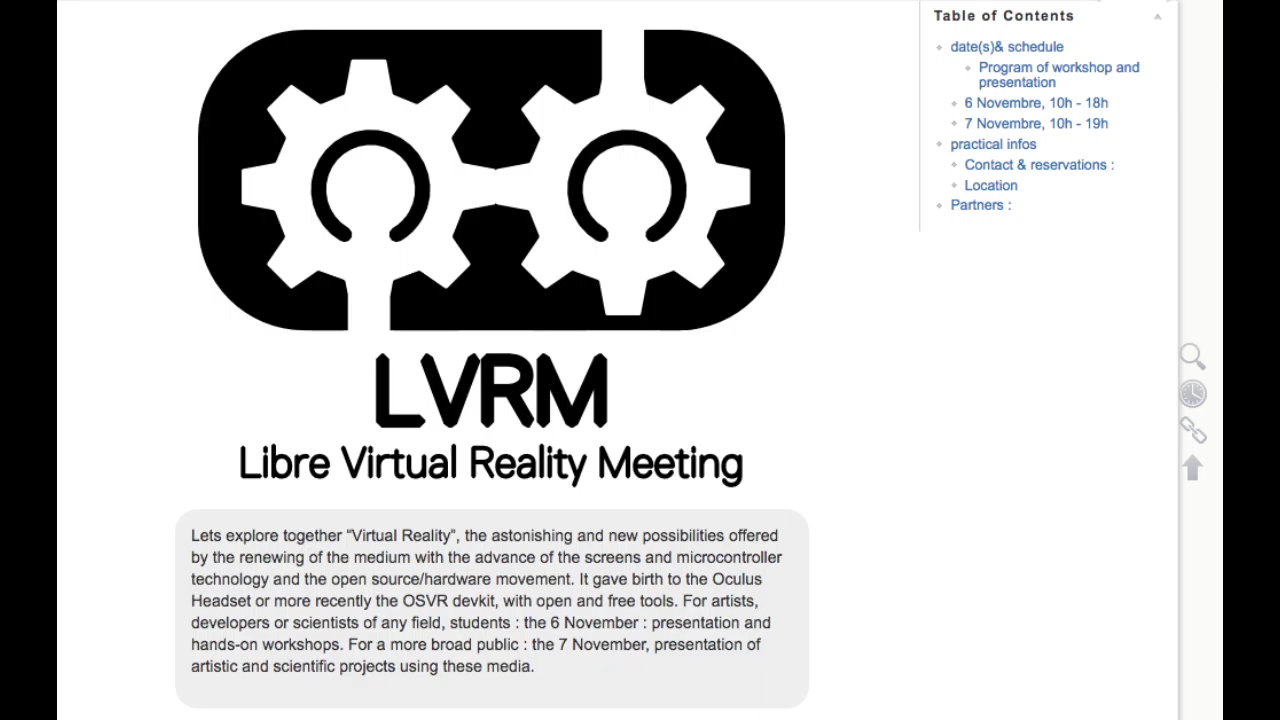 LVRM
Libre Virtual Reality Meeting
Lets explore together “Virtual Reality”, the astonishing and new possibilities offered
by the renewing of the medium with the advance of the screens and microcontroller
technology and the open source/hardware movement. It gave birth to the Oculus
Headset or more recently the OSVR devkit, with open and free tools. For artists,
developers or scientists of any field, students : the 6 November : presentation and
hands-on workshops. For a more broad public : the 7 November, presentation of
artistic and scientific projects using these media.
Table of Contents
date(s)& schedule
Program of workshop and
presentation
6 Novembre, 10h - 18h
7 Novembre, 10h - 19h
practical infos
Contact & reservations :
Location
Partners :